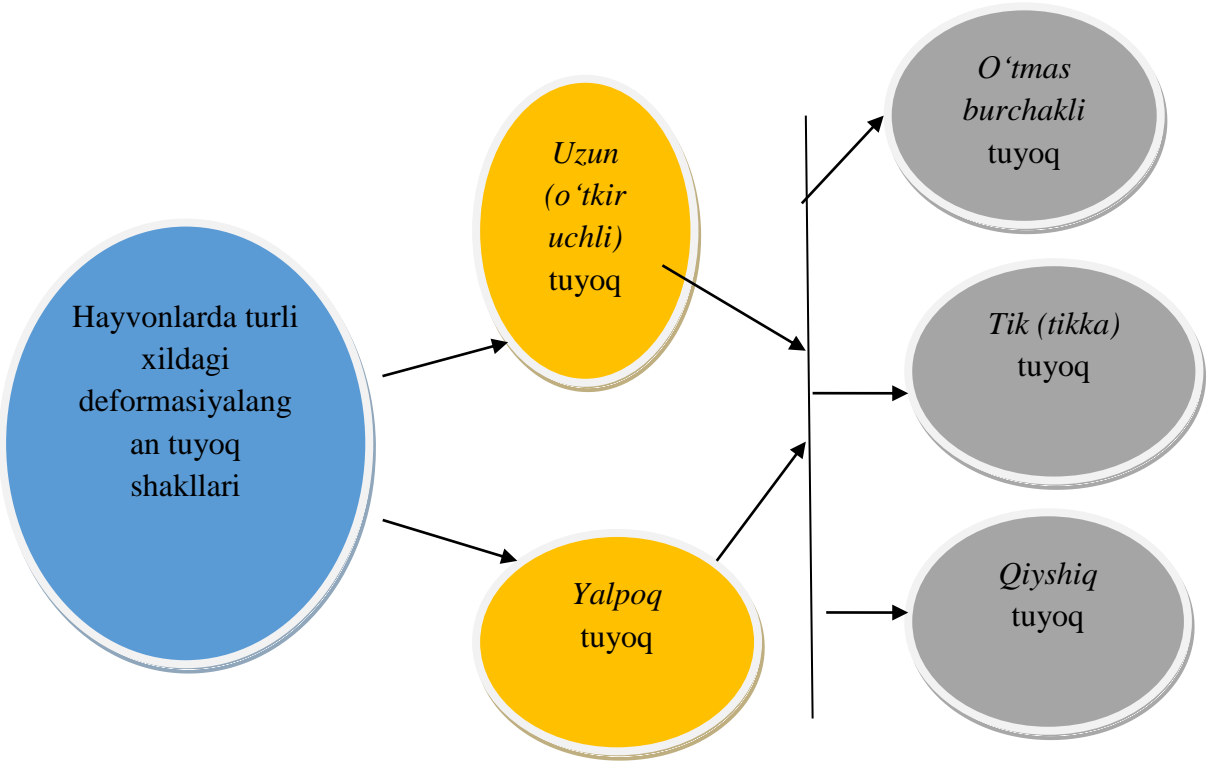 Hayvonlarda turli
xildagi
deformasiyalang
an tuyoq
shakllari
Uzun
(o‘tkir
uchli)
tuyoq
Yalpoq
tuyoq
O‘tmas
burchakli
tuyoq
Tik (tikka)
tuyoq
Qiyshiq
tuyoq